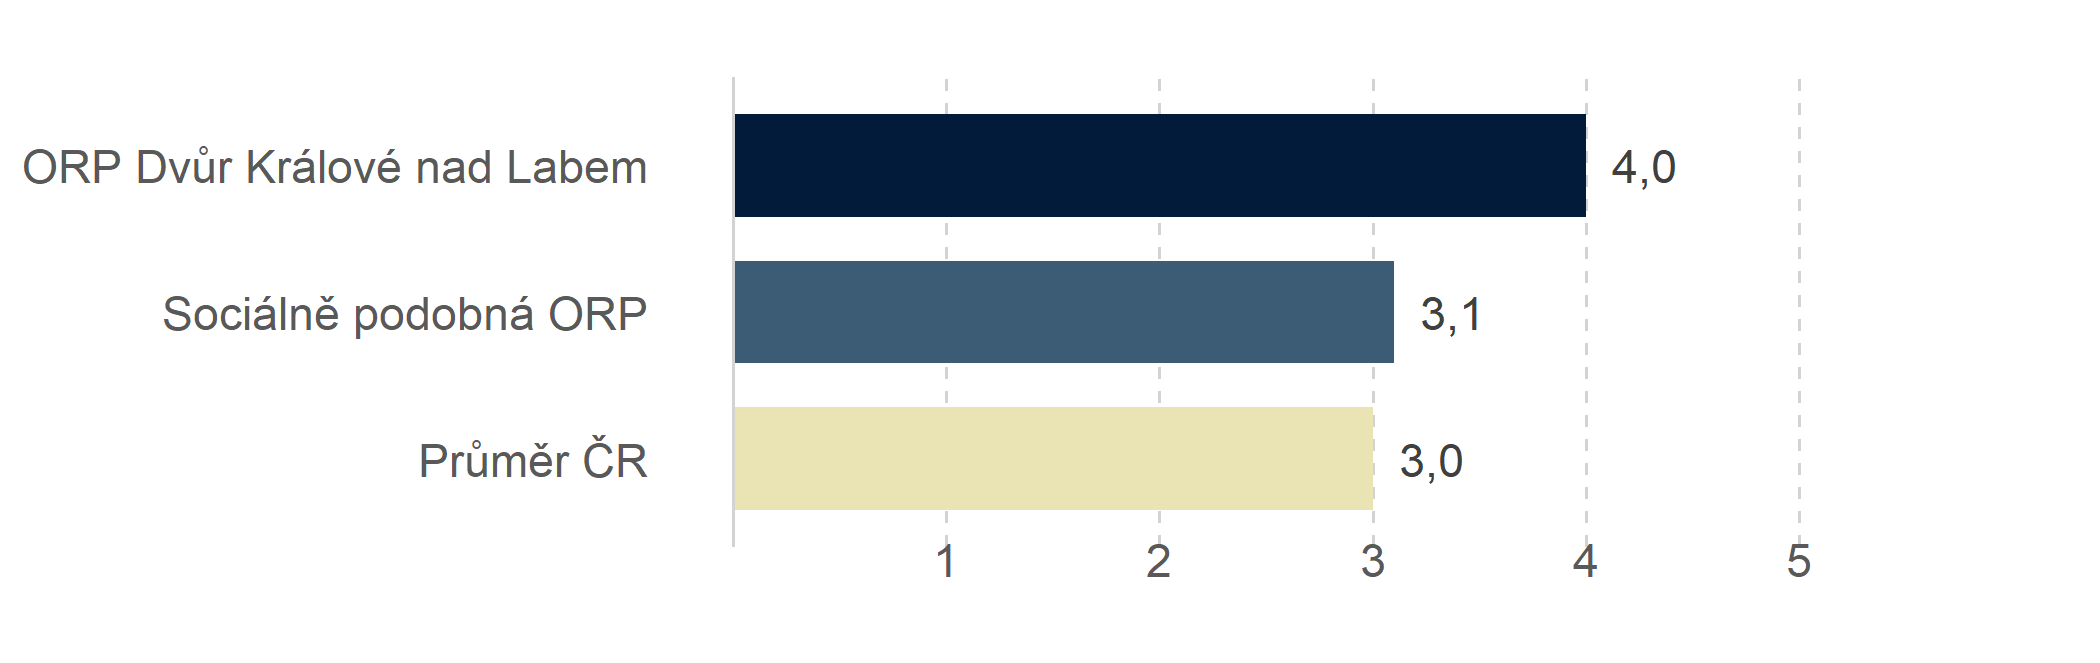 ORP Dvůr Králové nad Labem
4,0
Sociálně podobná ORP
3,1
Průměr ČR
3,0
1 2 3 4 5